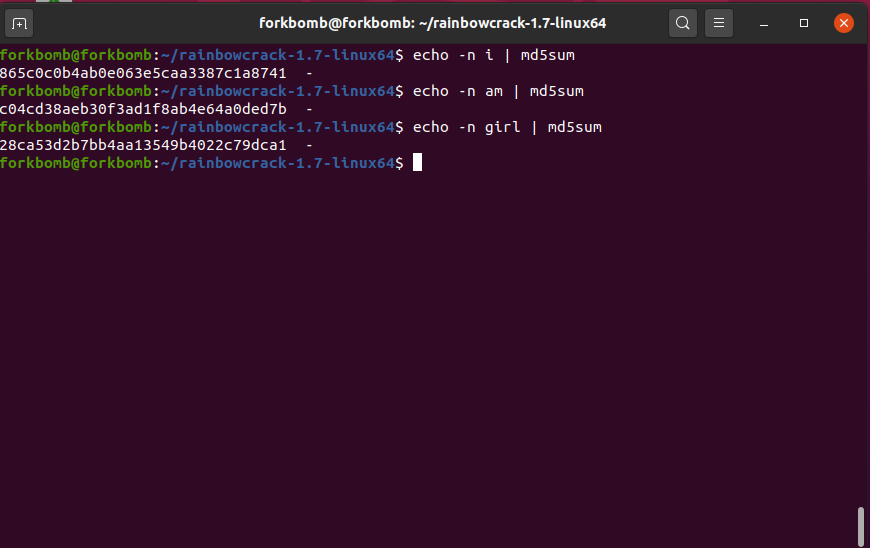 forkbomb@forkbomb: ~/rainbowcrack-1.7-linux64
forkbomb@forkbomb:~/rainbowcrack-1.7-linux64$ echo -n i | md5sum
865c0c0b4ab0e063e5caa3387c1a8741  -
forkbomb@forkbomb:~/rainbowcrack-1.7-linux64$ echo -n am | md5sum
c04cd38aeb30f3ad1f8ab4e64a0ded7b  -
forkbomb@forkbomb:~/rainbowcrack-1.7-linux64$ echo -n girl | md5sum
28ca53d2b7bb4aa13549b4022c79dca1  -
forkbomb@forkbomb:~/rainbowcrack-1.7-linux64$